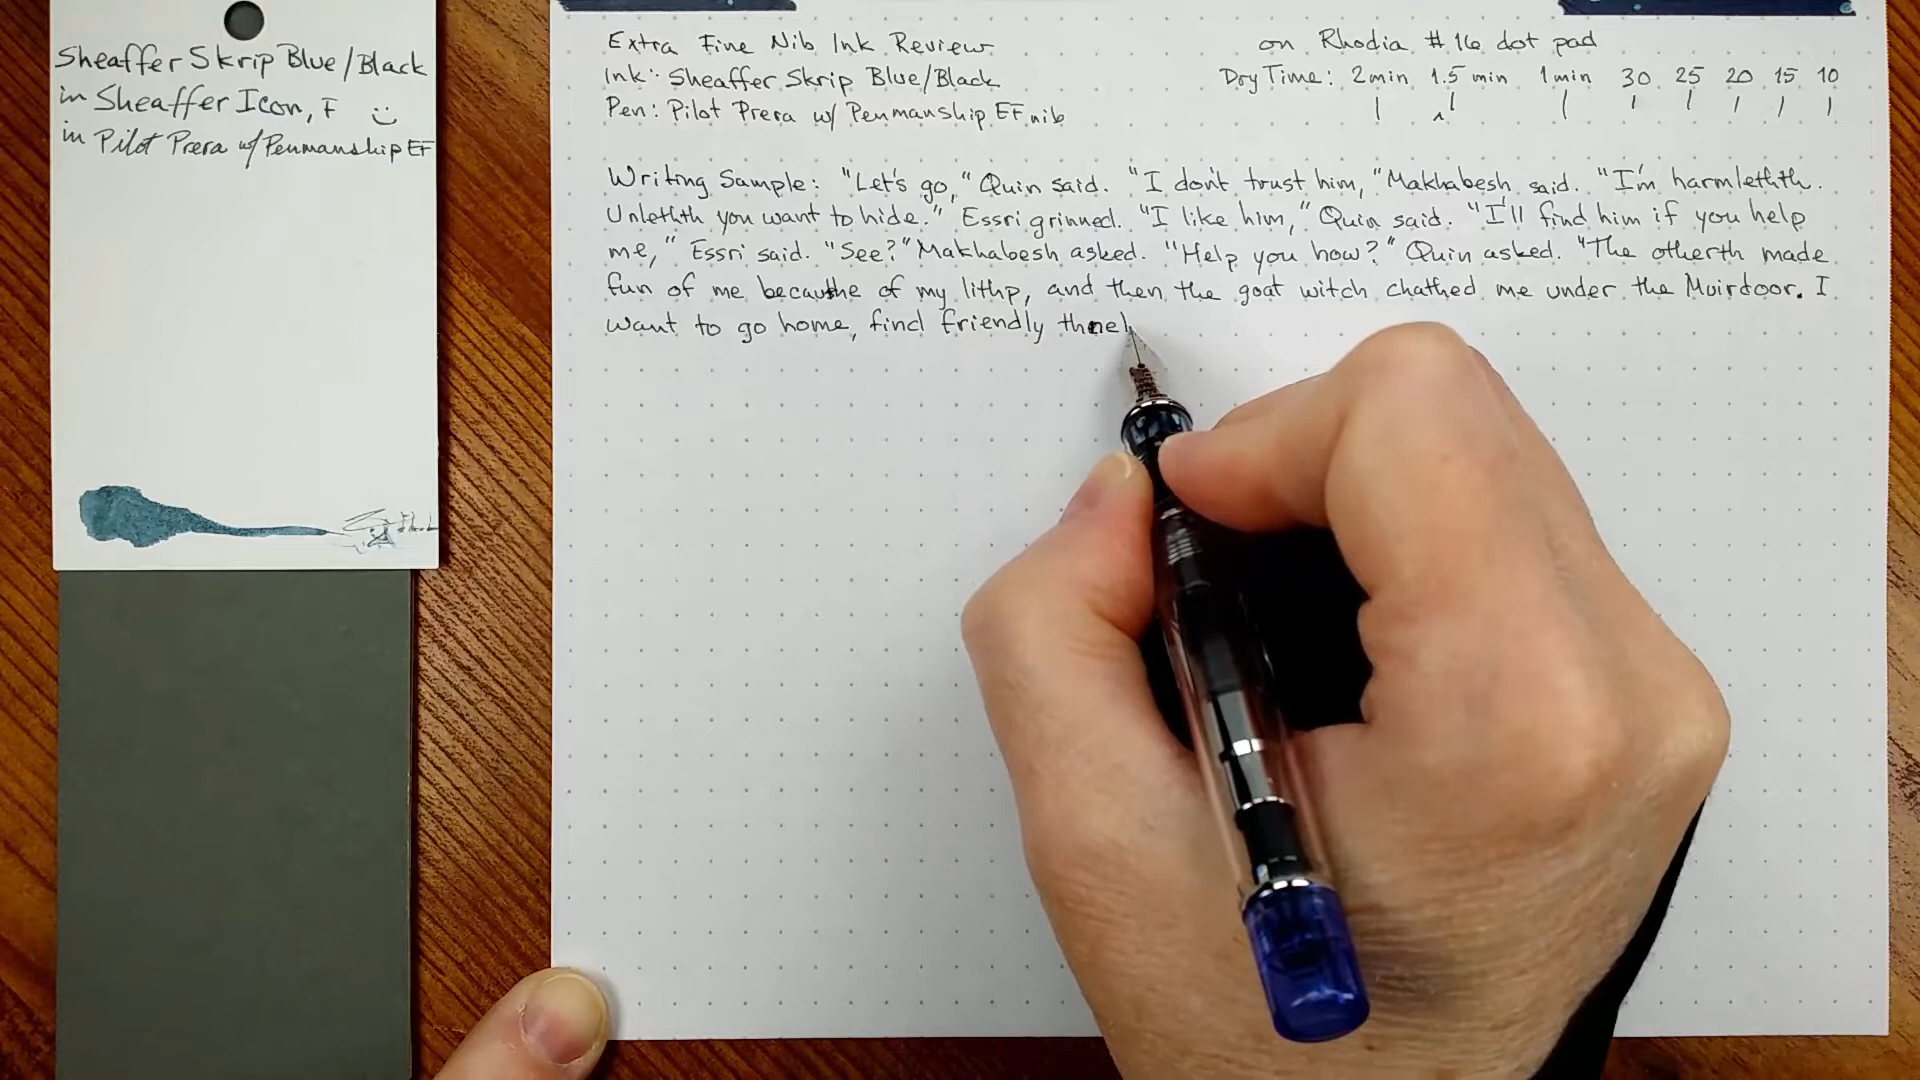 Sheaffer Skrip Blue/Black
in Sheaffer Icon, F
in Pilot Prera w/ Penmanship EF
Extra Fine Nib Ink Review
Ink: Sheaffer Skrip Blue/Black
Pen: Pilot Prera w/ Penmanship EF nib
on Rhodia #16 dot pad
Dry Time: 2 min 1.5 min 1 min 30 25 20 15 10
Writing Sample: "Let's go," Quin said. "I don't trust him," Makhabesh said. "I'm harmlethth.
Unlethth you want to hide." Essri grinned. "I like him," Quin said. "I'll find him if you help
me," Essri said. "See?" Makhabesh asked. "Help you how?" Quin asked. "The otherth made
fun of me becauthe of my lithp, and then the goat witch chathed me under the Muirdoor. I
want to go home, find friendly